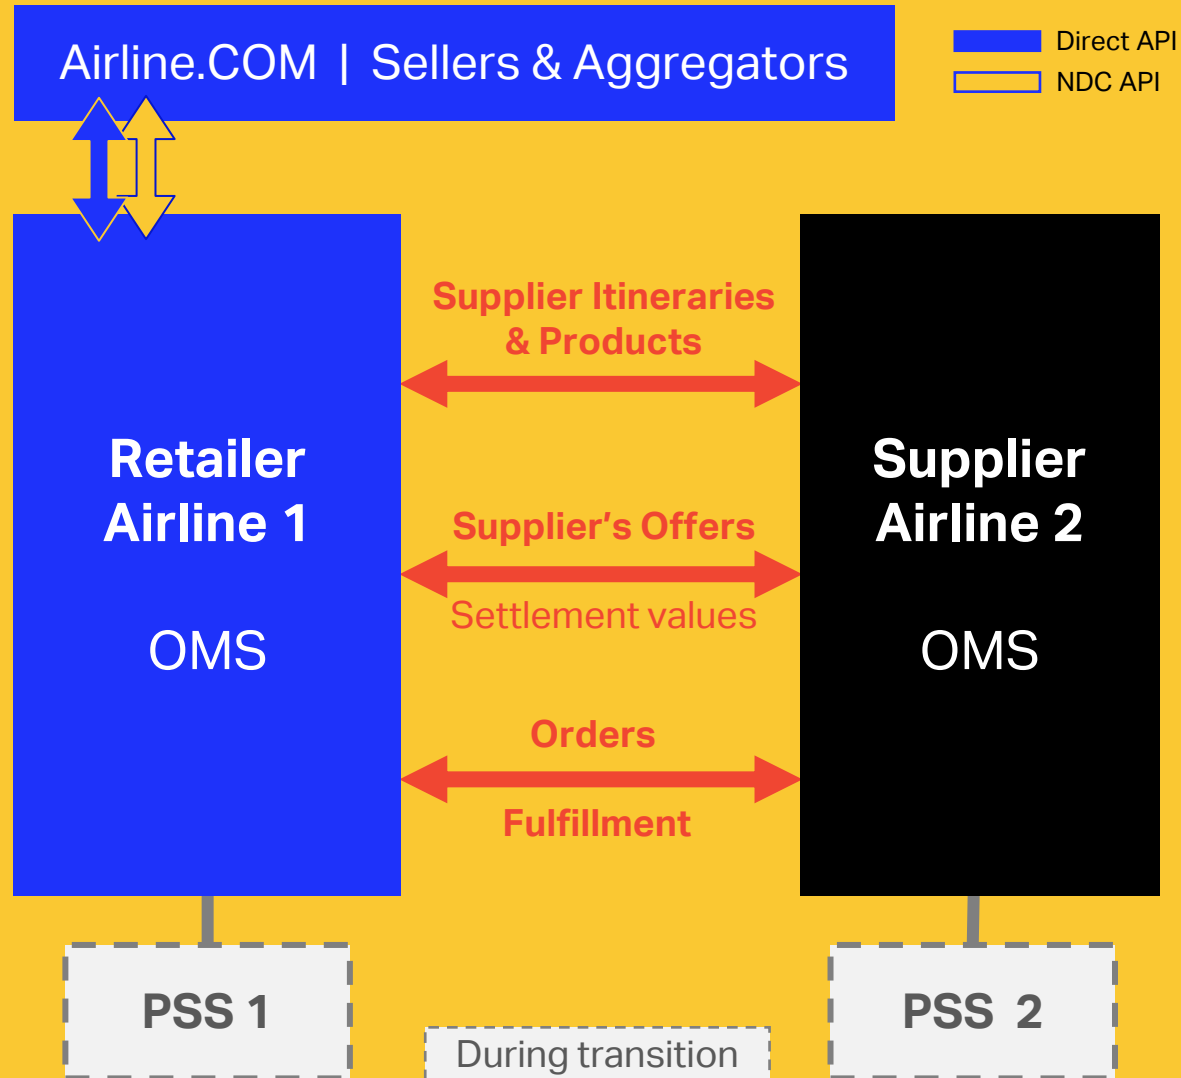 Airline.COM | Sellers & Aggregators
Direct API
NDC API
Supplier Itineraries
& Products
Retailer
Airline 1
OMS
Supplier's Offers
Settlement values
Supplier
Airline 2
OMS
Orders
Fulfillment
PSS 1
PSS 2
During transition